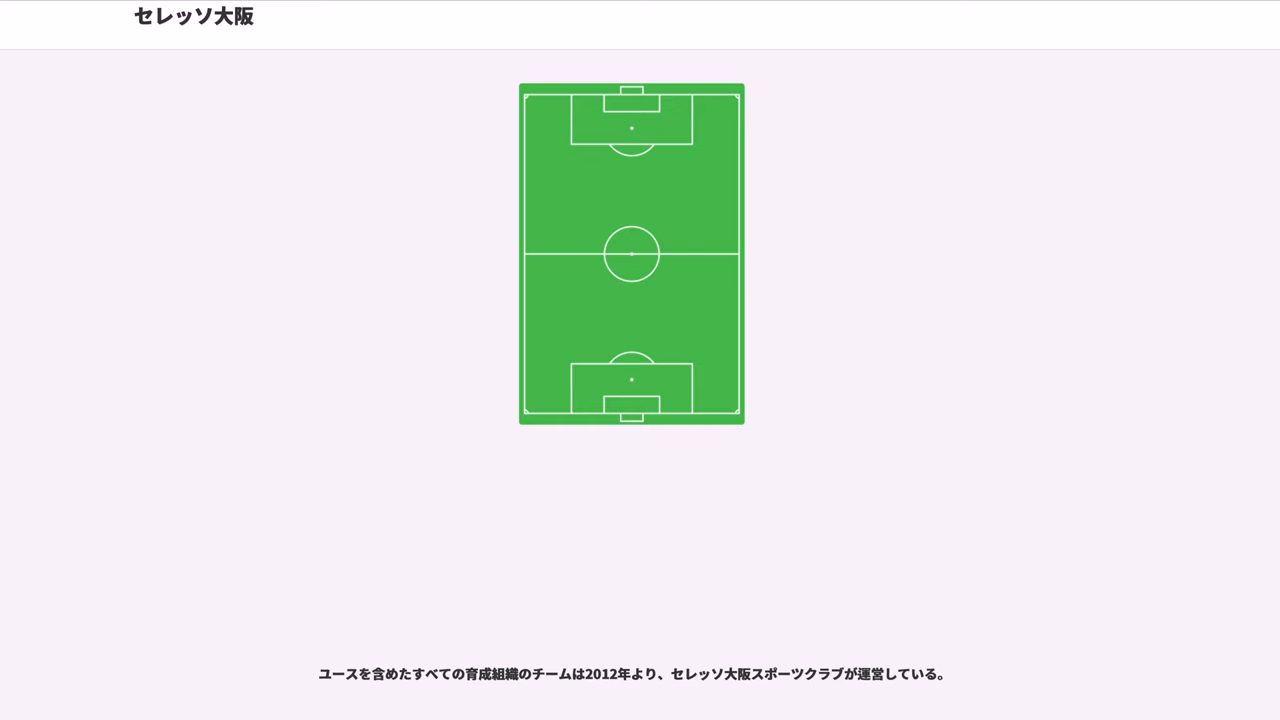 セレッソ大阪
ユースを含めたすべての育成組織のチームは2012年より、セレッソ大阪スポーツクラブが運営している。